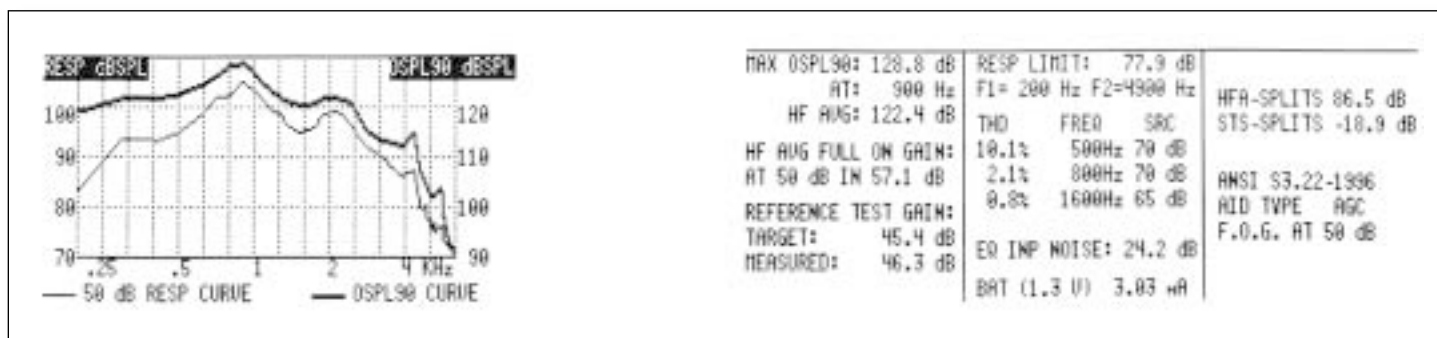 RESP dBSPL
OSPL90 dBSPL
100
90
80
70
120
110
100
90
.25 .5 1 2 4 KHz
50 dB RESP CURVE
OSPL90 CURVE
MAX OSPL90: 128.8 dB
AT: 900 Hz
HF AVG: 122.4 dB
HF AVG FULL ON GAIN:
AT 50 dB IN 57.1 dB
REFERENCE TEST GAIN:
TARGET: 45.4 dB
MEASURED: 46.3 dB
RESP LIMIT: 77.9 dB
F1= 200 Hz F2=4900 Hz
THD FREQ SRC
10.1% 500Hz 70 dB
2.1% 800Hz 70 dB
0.8% 1600Hz 65 dB
EQ INP NOISE: 24.2 dB
BAT (1.3 V) 3.03 mA
HFA-SPLITS 86.5 dB
STS-SPLITS -18.9 dB
ANSI S3.22-1996
AID TYPE AGC
F.O.G. AT 50 dB